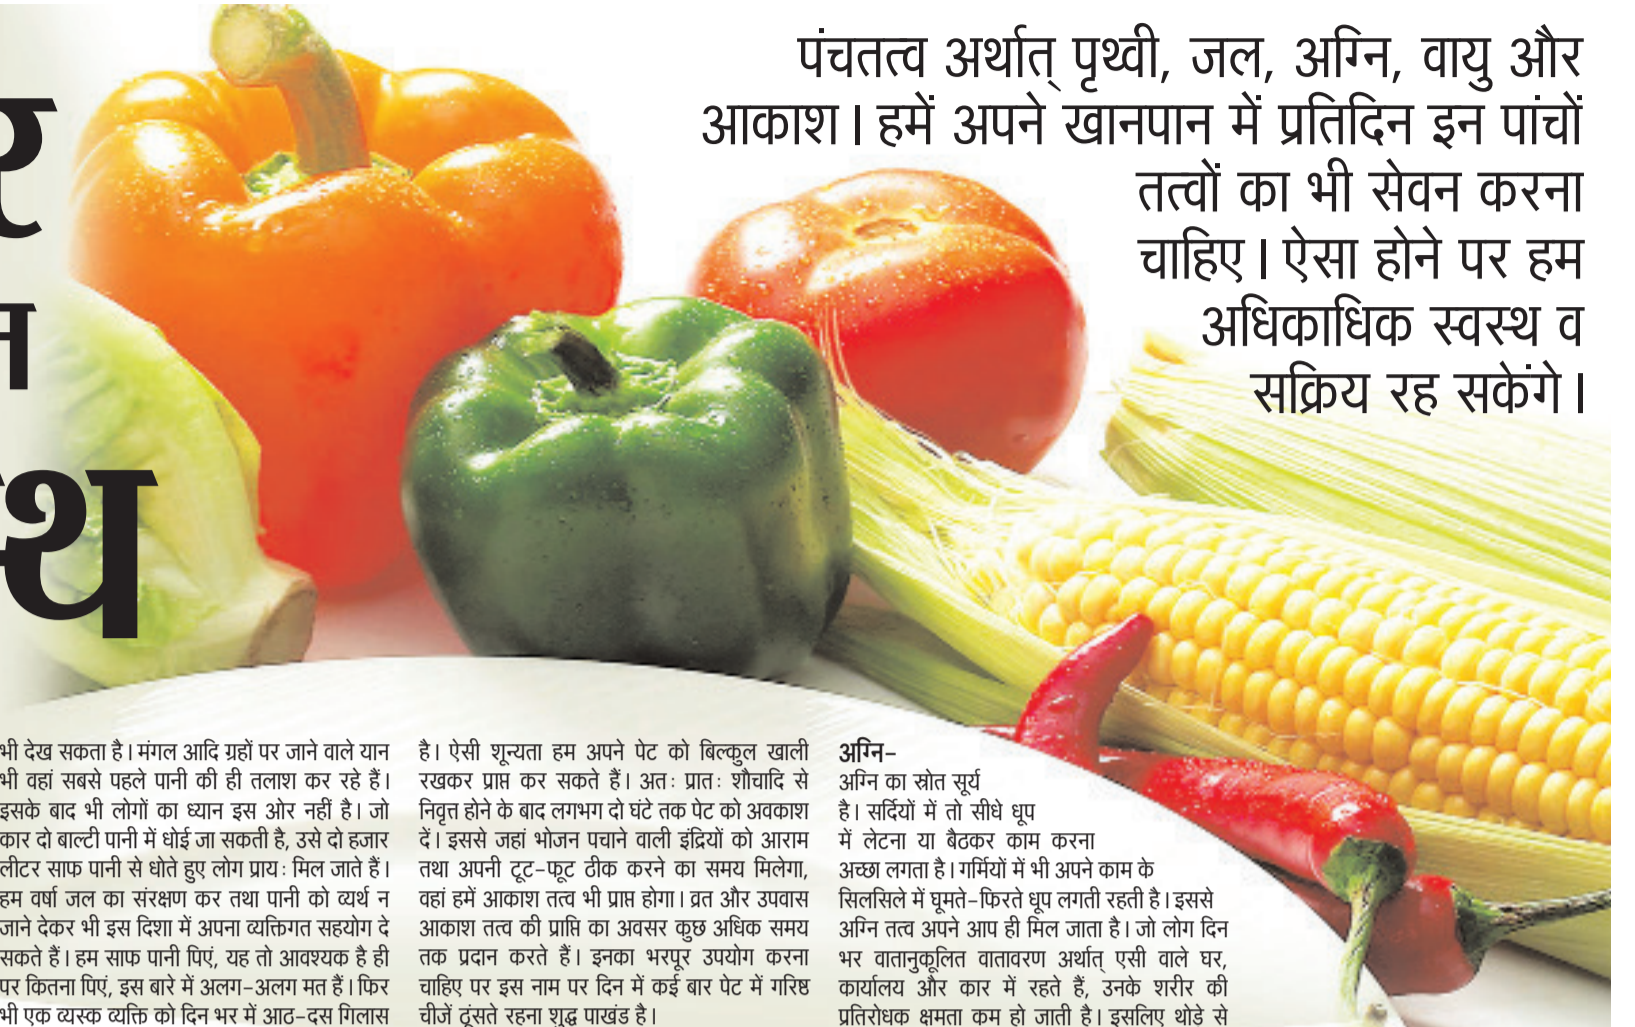 पंचतत्व अर्थात् पृथ्वी, जल, अग्नि, वायु और
आकाश। हमें अपने खानपान में प्रतिदिन इन पांचों
तत्वों का भी सेवन करना
चाहिए। ऐसा होने पर हम
अधिकाधिक स्वस्थ व
सक्रिय रह सकेंगे।
भी देख सकता है। मंगल आदि ग्रहों पर जाने वाले यान
भी वहां सबसे पहले पानी की ही तलाश कर रहे हैं।
इसके बाद भी लोगों का ध्यान इस ओर नहीं है। जो
कार दो बाल्टी पानी में धोई जा सकती है, उसे दो हजार
लीटर साफ पानी से धोते हुए लोग प्रायः मिल जाते हैं।
हम वर्षा जल का संरक्षण कर तथा पानी को व्यर्थ न
जाने देकर भी इस दिशा में अपना व्यक्तिगत सहयोग दे
सकते हैं। हम साफ पानी पिएं, यह तो आवश्यक है ही
पर कितना पिएं, इस बारे में अलग-अलग मत हैं। फिर
भी एक व्यस्क व्यक्ति को दिन भर में आठ-दस गिलास
है। ऐसी शून्यता हम अपने पेट को बिल्कुल खाली
रखकर प्राप्त कर सकते हैं। अतः प्रातः शौचादि से
निवृत्त होने के बाद लगभग दो घंटे तक पेट को अवकाश
दें। इससे जहां भोजन पचाने वाली इंद्रियों को आराम
तथा अपनी टूट-फूट ठीक करने का समय मिलेगा,
वहां हमें आकाश तत्व भी प्राप्त होगा। व्रत और उपवास
आकाश तत्व की प्राप्ति का अवसर कुछ अधिक समय
तक प्रदान करते हैं। इनका भरपूर उपयोग करना
चाहिए पर इस नाम पर दिन में कई बार पेट में गरिष्ठ
चीजें ठूंसते रहना शुद्ध पाखंड है।
अग्नि-
अग्नि का स्रोत सूर्य
है। सर्दियों में तो सीधे धूप
में लेटना या बैठकर काम करना
अच्छा लगता है। गर्मियों में भी अपने काम के
सिलसिले में घूमते-फिरते धूप लगती रहती है। इससे
अग्नि तत्व अपने आप ही मिल जाता है। जो लोग दिन
भर वातानुकूलित वातावरण अर्थात् एसी वाले घर,
कार्यालय और कार में रहते हैं, उनके शरीर की
प्रतिरोधक क्षमता कम हो जाती है। इसलिए थोडे से